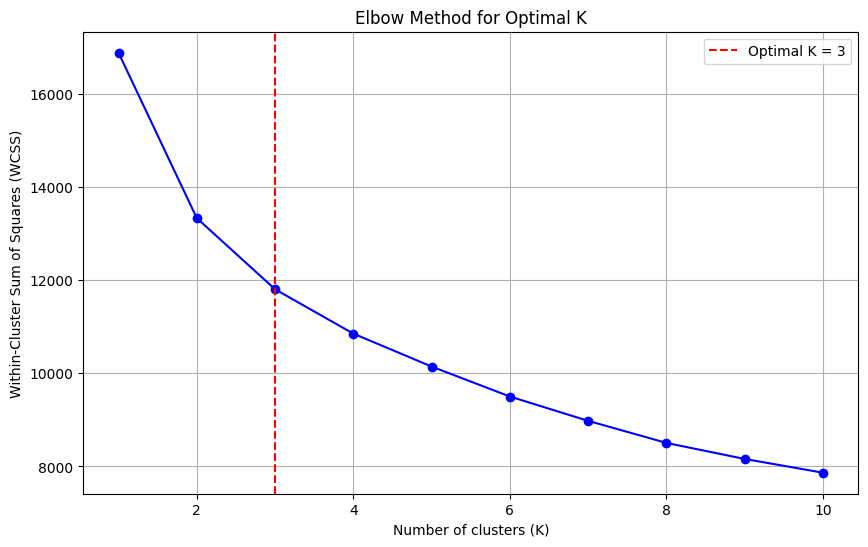 Elbow Method for Optimal K
Optimal K = 3
Within-Cluster Sum of Squares (WCSS)
16000
14000
12000
10000
8000
2 4 6 8 10
Number of clusters (K)